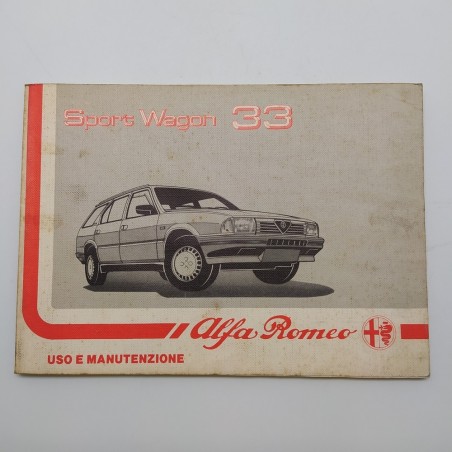 Sport Wagon 33
Alfa Romeo
USO E MANUTENZIONE